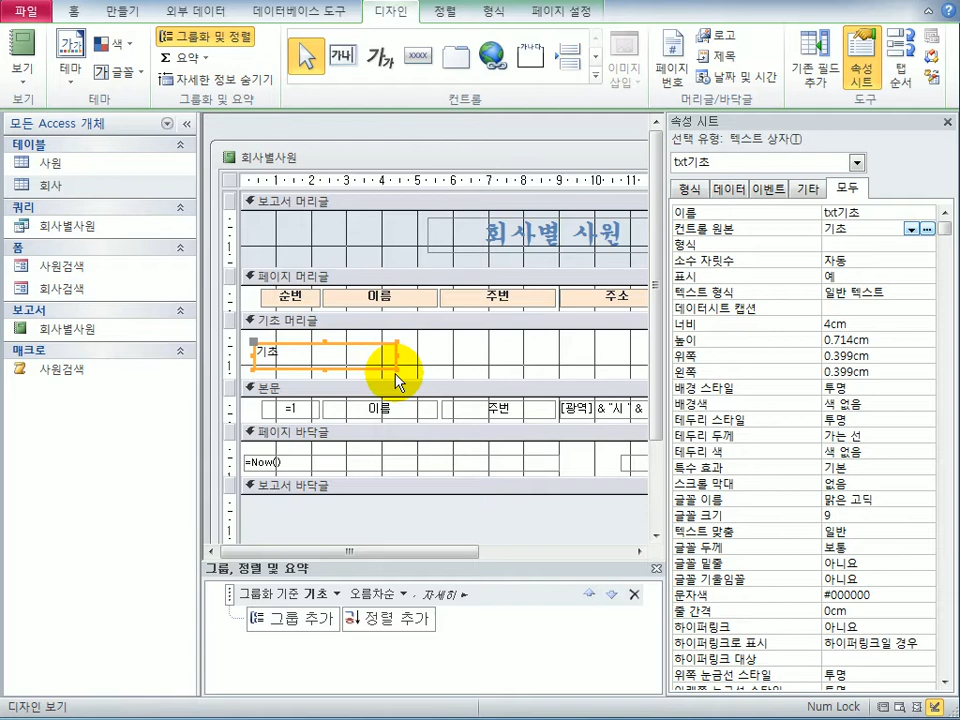 파일 홈 만들기 외부 데이터 데이터베이스 도구 디자인 정렬 형식 페이지 설정
보기
보기
테마
색
글꼴
테마
그룹화 및 정렬
Σ 요약
자세한 정보 숨기기
그룹화 및 요약
가나
가가
xxxx
가나다
컨트롤
이미지 삽입
페이지 번호
로고
제목
날짜 및 시간
머리글/바닥글
기존 필드 추가
속성 시트
탭 순서
도구
모든 Access 개체
테이블
사원
회사
쿼리
회사별사원
폼
사원검색
회사검색
보고서
회사별사원
매크로
사원검색
회사별사원
1 2 3 4 5 6 7 8 9 10 11
보고서 머리글
회사별 사원
페이지 머리글
순번 이름 주번 주소
기초 머리글
기초
본문
=1 이름 주번 [광역] & "시 " &
페이지 바닥글
=Now()
보고서 바닥글
그룹, 정렬 및 요약
그룹화 기준 기초 오름차순 , 자세히
그룹 추가 정렬 추가
속성 시트
선택 유형: 텍스트 상자(T)
txt기초
형식 데이터 이벤트 기타 모두
이름 txt기초
컨트롤 원본 기초
형식
소수 자릿수 자동
표시 예
텍스트 형식 일반 텍스트
데이터시트 캡션
너비 4cm
높이 0.714cm
위쪽 0.399cm
왼쪽 0.399cm
배경 스타일 투명
배경색 색 없음
테두리 스타일 투명
테두리 두께 가는 선
테두리 색 색 없음
특수 효과 기본
스크롤 막대 없음
글꼴 이름 맑은 고딕
글꼴 크기 9
텍스트 맞춤 일반
글꼴 두께 보통
글꼴 밑줄 아니요
글꼴 기울임꼴 아니요
문자색 #000000
줄 간격 0cm
하이퍼링크 아니요
하이퍼링크로 표시 하이퍼링크일 경우
하이퍼링크 대상
위쪽 눈금선 스타일 투명
디자인 보기
Num Lock